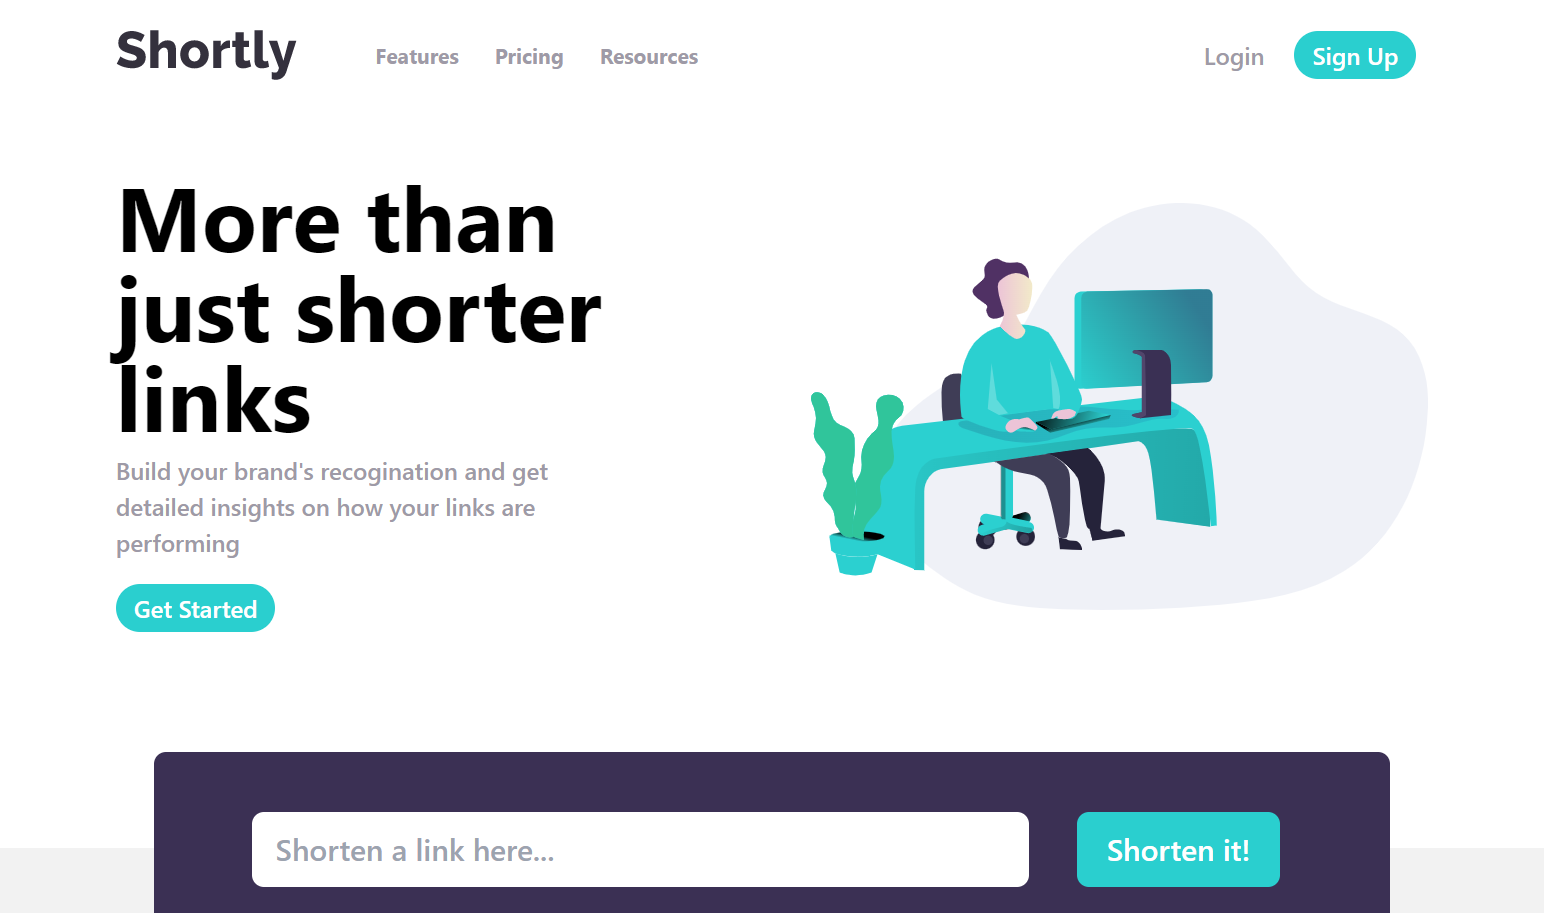 Shortly
Features
Pricing
Resources
Login
Sign Up
More than
just shorter
links
Build your brand's recogination and get
detailed insights on how your links are
performing
Get Started
Shorten a link here...
Shorten it!